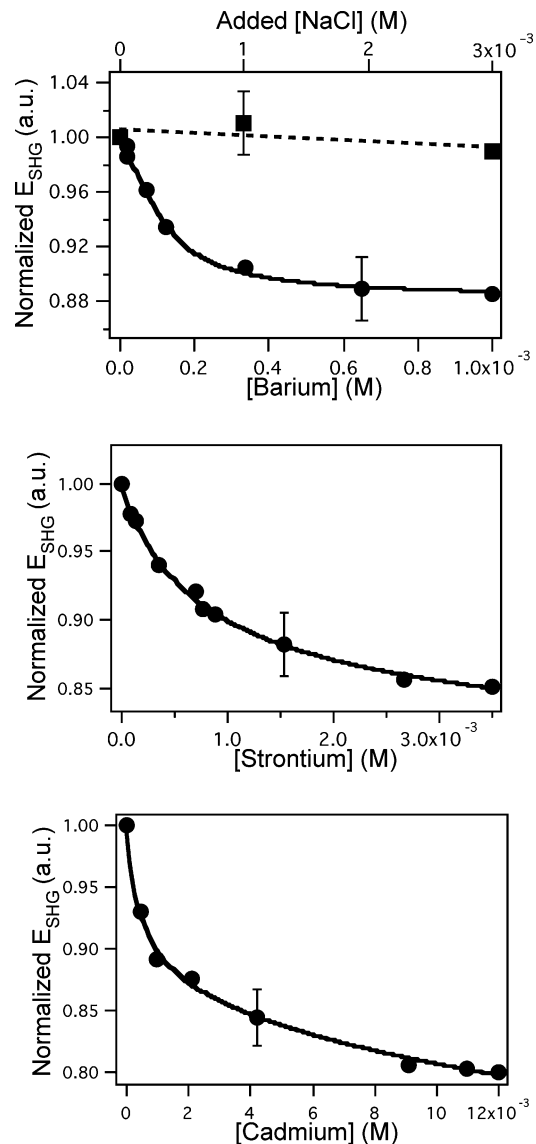 Added [NaCl] (M)
0 1 2 3x10⁻³
Normalized E_SHG (a.u.)
1.04
1.00
0.96
0.92
0.88
0.0 0.2 0.4 0.6 0.8 1.0x10⁻³
[Barium] (M)
Normalized E_SHG (a.u.)
1.00
0.95
0.90
0.85
0.0 1.0 2.0 3.0x10⁻³
[Strontium] (M)
Normalized E_SHG (a.u.)
1.00
0.95
0.90
0.85
0.80
0 2 4 6 8 10 12x10⁻³
[Cadmium] (M)